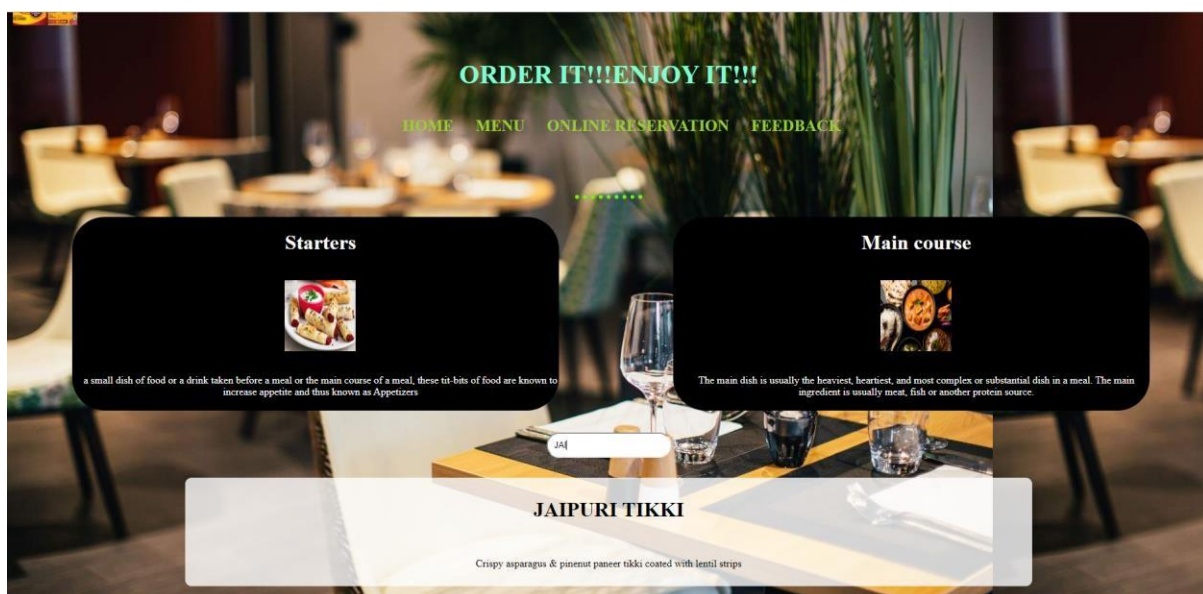 ORDER IT!!!ENJOY IT!!!
HOME MENU ONLINE RESERVATION FEEDBACK
Starters
a small dish of food or a drink taken before a meal or the main course of a meal, these tit-bits of food are known to
increase appetite and thus known as Appetizers
Main course
The main dish is usually the heaviest, heartiest, and most complex or substantial dish in a meal. The main
ingredient is usually meat, fish or another protein source.
JAI
JAIPURI TIKKI
Crispy asparagus & pinenut paneer tikki coated with lentil strips